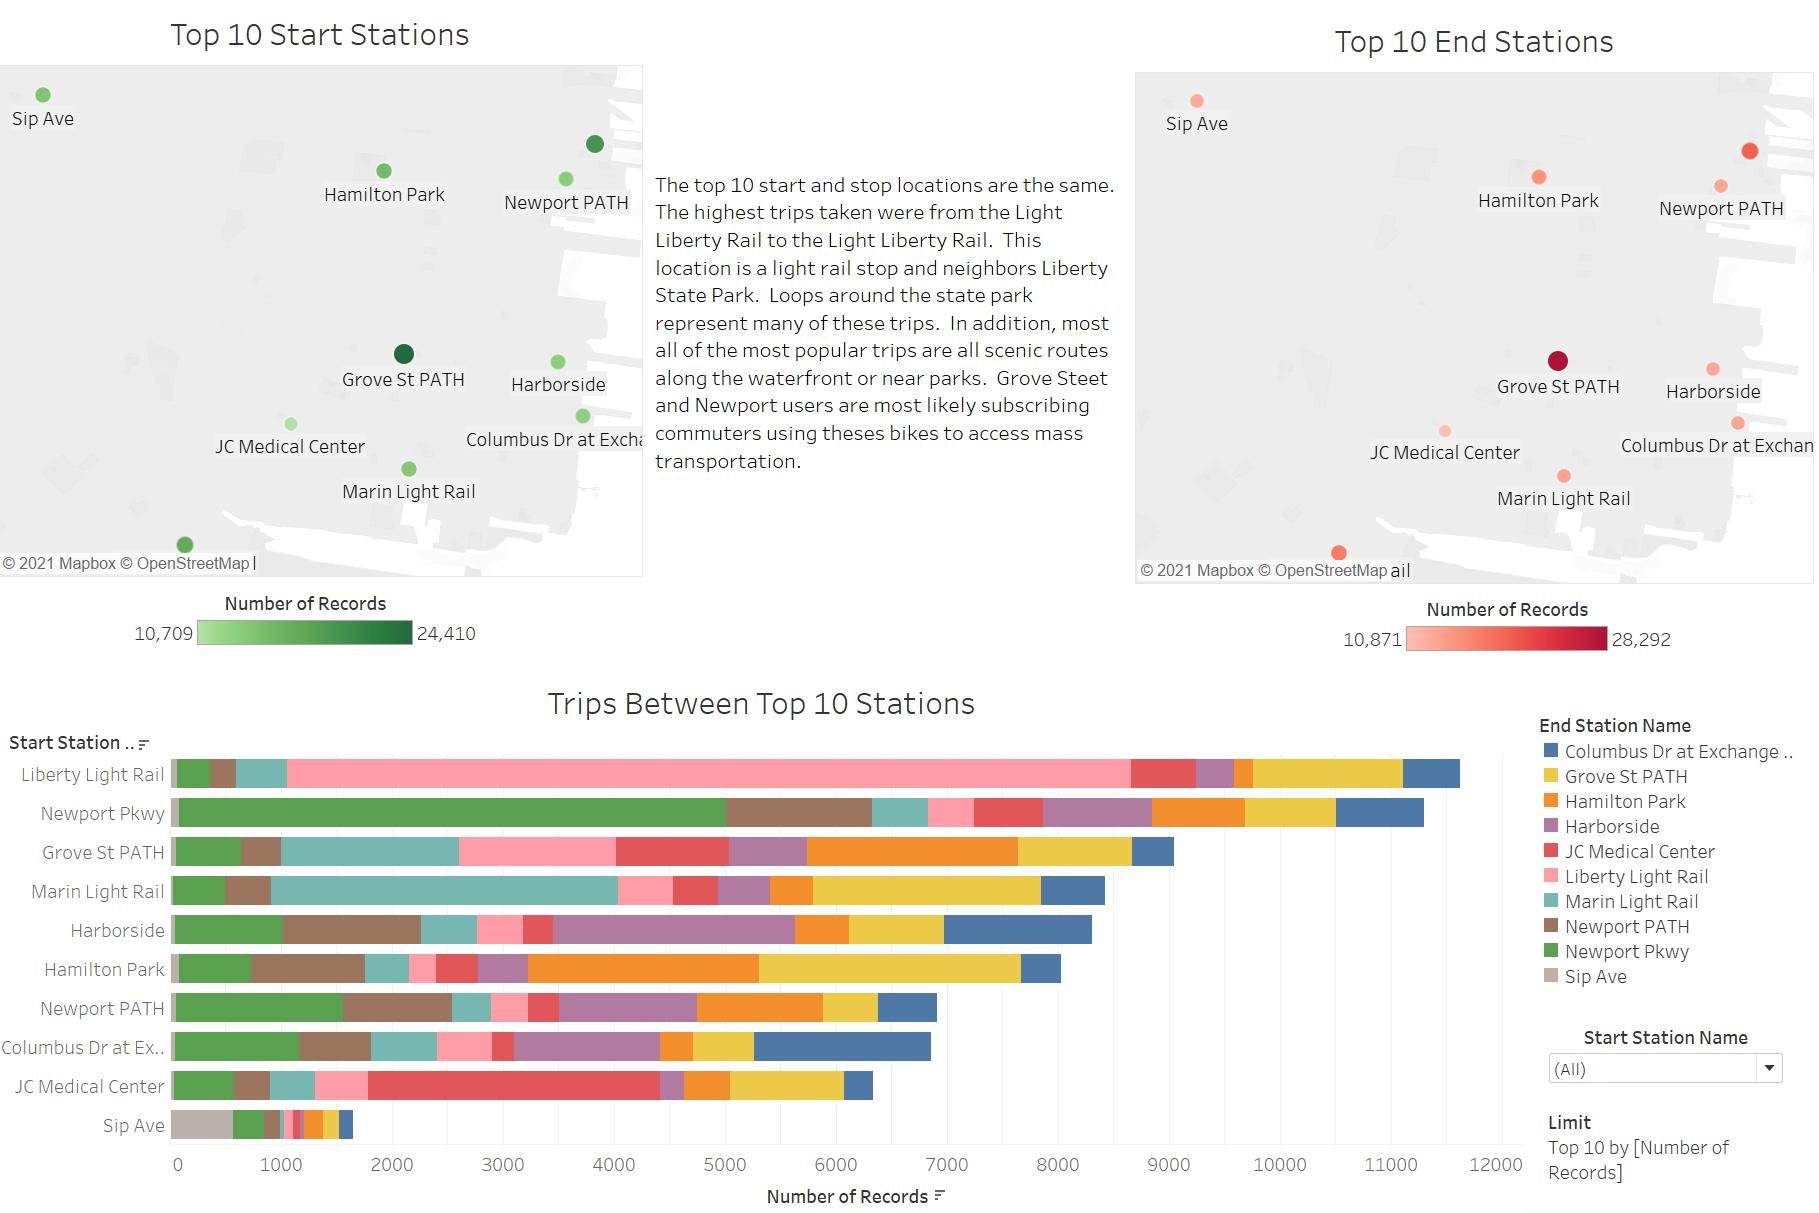 Top 10 Start Stations
Sip Ave
Hamilton Park
Newport PATH
Grove St PATH
Harborside
JC Medical Center
Columbus Dr at Excha
Marin Light Rail
© 2021 Mapbox © OpenStreetMap l
Number of Records
10,709
24,410
The top 10 start and stop locations are the same.
The highest trips taken were from the Light
Liberty Rail to the Light Liberty Rail.  This
location is a light rail stop and neighbors Liberty
State Park.  Loops around the state park
represent many of these trips.  In addition, most
all of the most popular trips are all scenic routes
along the waterfront or near parks.  Grove Steet
and Newport users are most likely subscribing
commuters using theses bikes to access mass
transportation.
Top 10 End Stations
Sip Ave
Hamilton Park
Newport PATH
Grove St PATH
Harborside
JC Medical Center
Columbus Dr at Exchan
Marin Light Rail
© 2021 Mapbox © OpenStreetMap ail
Number of Records
10,871
28,292
Trips Between Top 10 Stations
Start Station ..
Liberty Light Rail
Newport Pkwy
Grove St PATH
Marin Light Rail
Harborside
Hamilton Park
Newport PATH
Columbus Dr at Ex..
JC Medical Center
Sip Ave
0 1000 2000 3000 4000 5000 6000 7000 8000 9000 10000 11000 12000
Number of Records
End Station Name
Columbus Dr at Exchange ..
Grove St PATH
Hamilton Park
Harborside
JC Medical Center
Liberty Light Rail
Marin Light Rail
Newport PATH
Newport Pkwy
Sip Ave
Start Station Name
(All)
Limit
Top 10 by [Number of
Records]